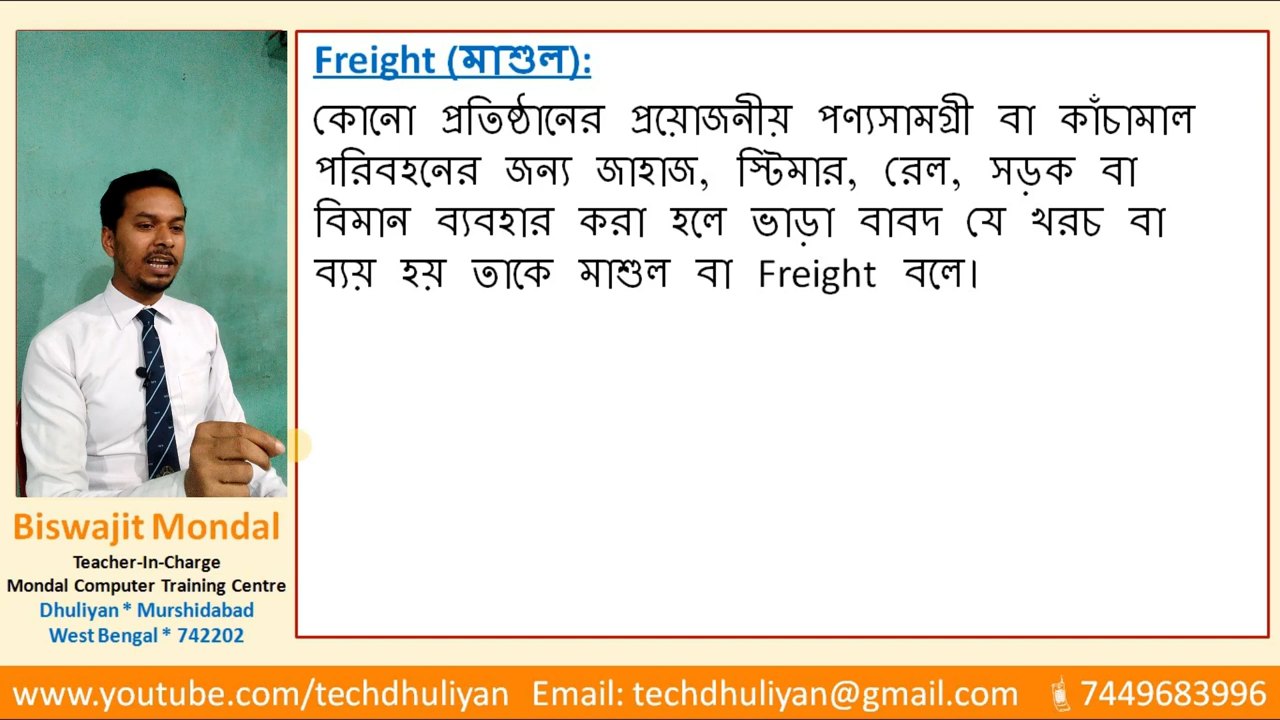 Freight (মাশুল):
কোনো প্রতিষ্ঠানের প্রয়োজনীয় পণ্যসামগ্রী বা কাঁচামাল
পরিবহনের জন্য জাহাজ, স্টিমার, রেল, সড়ক বা
বিমান ব্যবহার করা হলে ভাড়া বাবদ যে খরচ বা
ব্যয় হয় তাকে মাশুল বা Freight বলে।
Biswajit Mondal
Teacher-In-Charge
Mondal Computer Training Centre
Dhuliyan * Murshidabad
West Bengal * 742202
www.youtube.com/techdhuliyan Email: techdhuliyan@gmail.com 7449683996